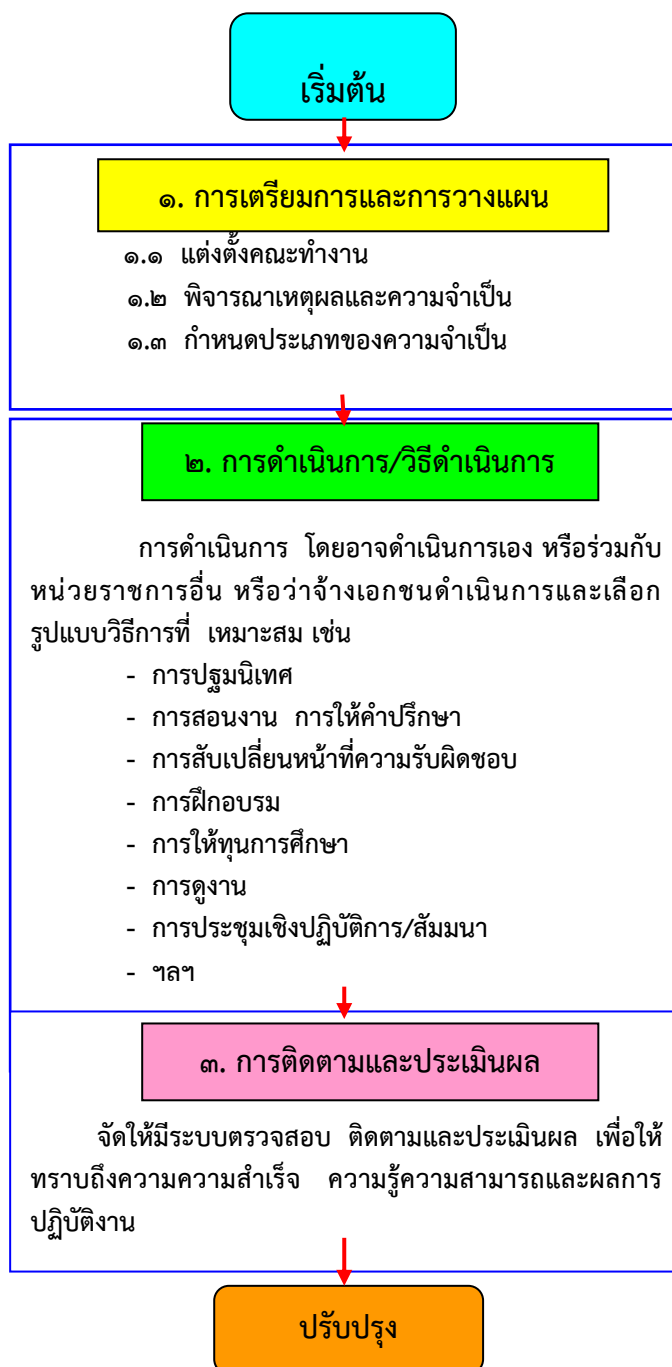 เริ่มต้น
๑. การเตรียมการและการวางแผน
๑.๑ แต่งตั้งคณะทำงาน
๑.๒ พิจารณาเหตุผลและความจำเป็น
๑.๓ กำหนดประเภทของความจำเป็น
๒. การดำเนินการ/วิธีดำเนินการ
การดำเนินการ โดยอาจดำเนินการเอง หรือร่วมกับ
หน่วยราชการอื่น หรือว่าจ้างเอกชนดำเนินการและเลือก
รูปแบบวิธีการที่ เหมาะสม เช่น
- การปฐมนิเทศ
- การสอนงาน การให้คำปรึกษา
- การสับเปลี่ยนหน้าที่ความรับผิดชอบ
- การฝึกอบรม
- การให้ทุนการศึกษา
- การดูงาน
- การประชุมเชิงปฏิบัติการ/สัมมนา
- ฯลฯ
๓. การติดตามและประเมินผล
จัดให้มีระบบตรวจสอบ ติดตามและประเมินผล เพื่อให้
ทราบถึงความความสำเร็จ ความรู้ความสามารถและผลการ
ปฏิบัติงาน
ปรับปรุง